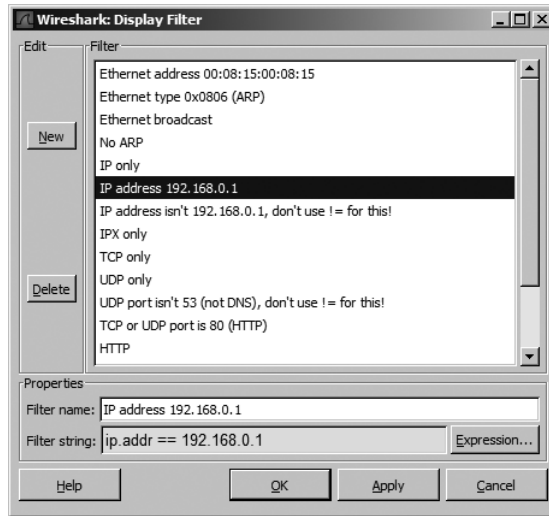 Wireshark: Display Filter
Edit
Filter
New
Delete
Ethernet address 00:08:15:00:08:15
Ethernet type 0x0806 (ARP)
Ethernet broadcast
No ARP
IP only
IP address 192.168.0.1
IP address isn't 192.168.0.1, don't use != for this!
IPX only
TCP only
UDP only
UDP port isn't 53 (not DNS), don't use != for this!
TCP or UDP port is 80 (HTTP)
HTTP
Properties
Filter name: IP address 192.168.0.1
Filter string: ip.addr == 192.168.0.1 Expression...
Help OK Apply Cancel